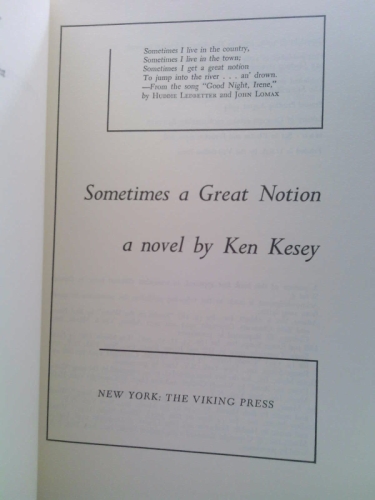 Sometimes I live in the country,
Sometimes I live in the town;
Sometimes I get a great notion
To jump into the river . . . an' drown.
—From the song "Good Night, Irene,"
by Huddie Ledbetter and John Lomax
Sometimes a Great Notion
a novel by Ken Kesey
NEW YORK: THE VIKING PRESS